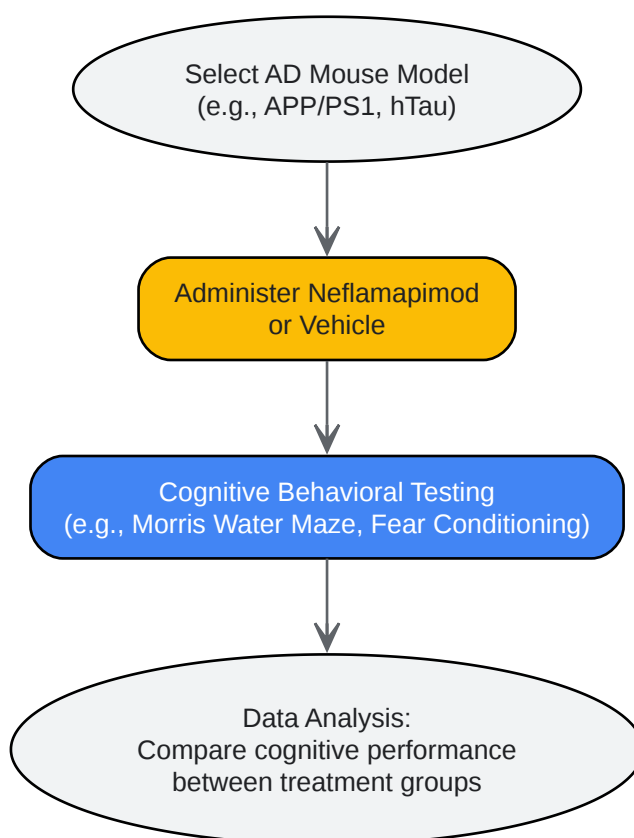 Select AD Mouse Model
(e.g., APP/PS1, hTau)
Administer Neflamapimod
or Vehicle
Cognitive Behavioral Testing
(e.g., Morris Water Maze, Fear Conditioning)
Data Analysis:
Compare cognitive performance
between treatment groups